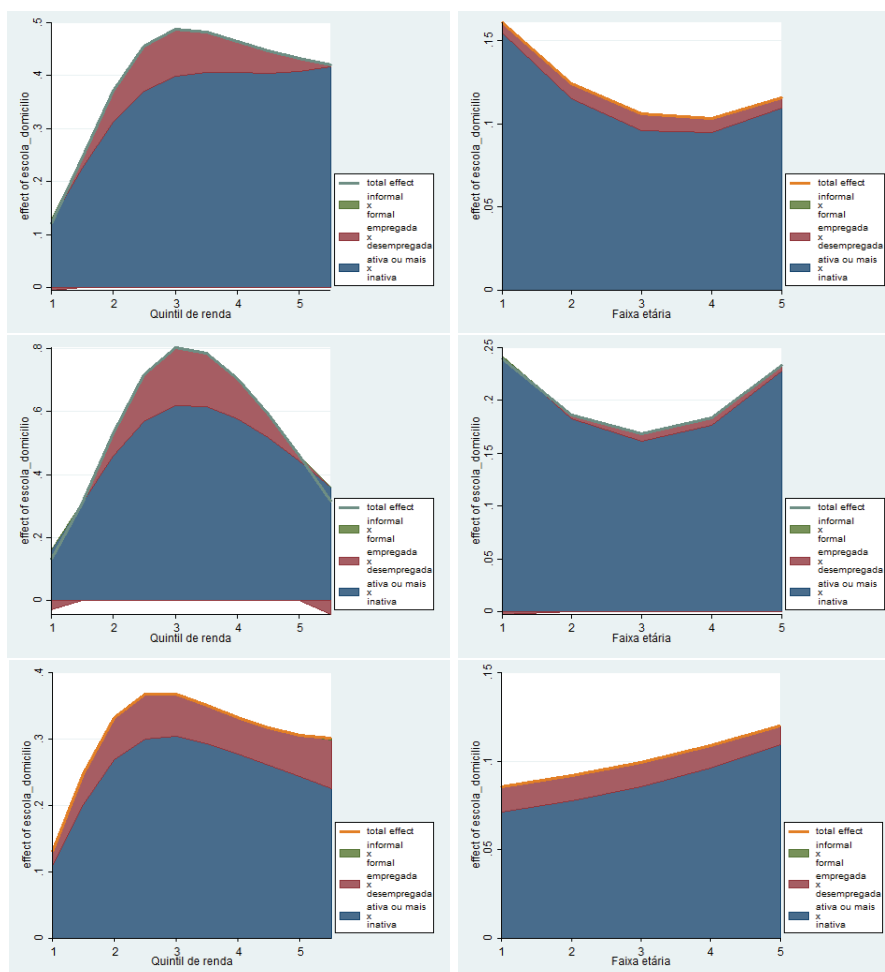 effect of escola_domicilio
.5
.4
.3
.2
.1
0
1 2 3 4 5
Quintil de renda
total effect
informal
x
formal
empregada
x
desempregada
ativa ou mais
x
inativa
effect of escola_domicilio
.15
.1
.05
0
1 2 3 4 5
Faixa etária
total effect
informal
x
formal
empregada
x
desempregada
ativa ou mais
x
inativa
effect of escola_domicilio
.8
.6
.4
.2
0
1 2 3 4 5
Quintil de renda
total effect
informal
x
formal
empregada
x
desempregada
ativa ou mais
x
inativa
effect of escola_domicilio
.25
.2
.15
.1
.05
0
1 2 3 4 5
Faixa etária
total effect
informal
x
formal
empregada
x
desempregada
ativa ou mais
x
inativa
effect of escola_domicilio
.4
.3
.2
.1
0
1 2 3 4 5
Quintil de renda
total effect
informal
x
formal
empregada
x
desempregada
ativa ou mais
x
inativa
effect of escola_domicilio
.15
.1
.05
0
1 2 3 4 5
Faixa etária
total effect
informal
x
formal
empregada
x
desempregada
ativa ou mais
x
inativa